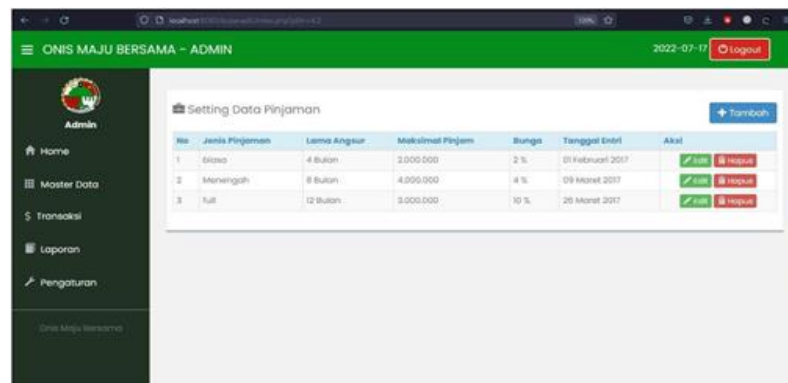 localhost
120%
ONIS MAJU BERSAMA - ADMIN
2022-07-17 Logout
Admin
Home
Master Data
$ Transaksi
Laporan
Pengaturan
Onis Maju Bersama
Setting Data Pinjaman
+ Tambah
No Jenis Pinjaman Lama Angsur Maksimal Pinjam Bunga Tanggal Entri Aksi
1 biasa 4 Bulan 2.000.000 2 % 01 Februari 2017 Edit Hapus
2 Menengah 6 Bulan 4.000.000 4 % 09 Maret 2017 Edit Hapus
3 full 12 Bulan 3.000.000 10 % 26 Maret 2017 Edit Hapus